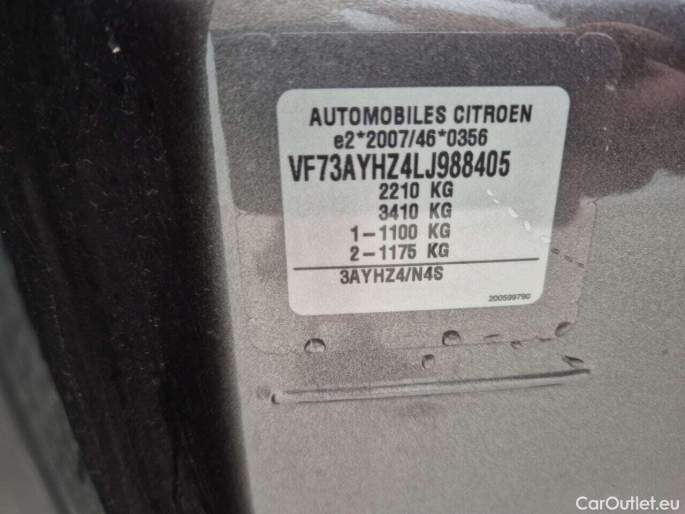 AUTOMOBILES CITROEN
e2*2007/46*0356
VF73AYHZ4LJ988405
2210 KG
3410 KG
1-1100 KG
2-1175 KG
3AYHZ4/N4S
200599790
CarOutlet.eu